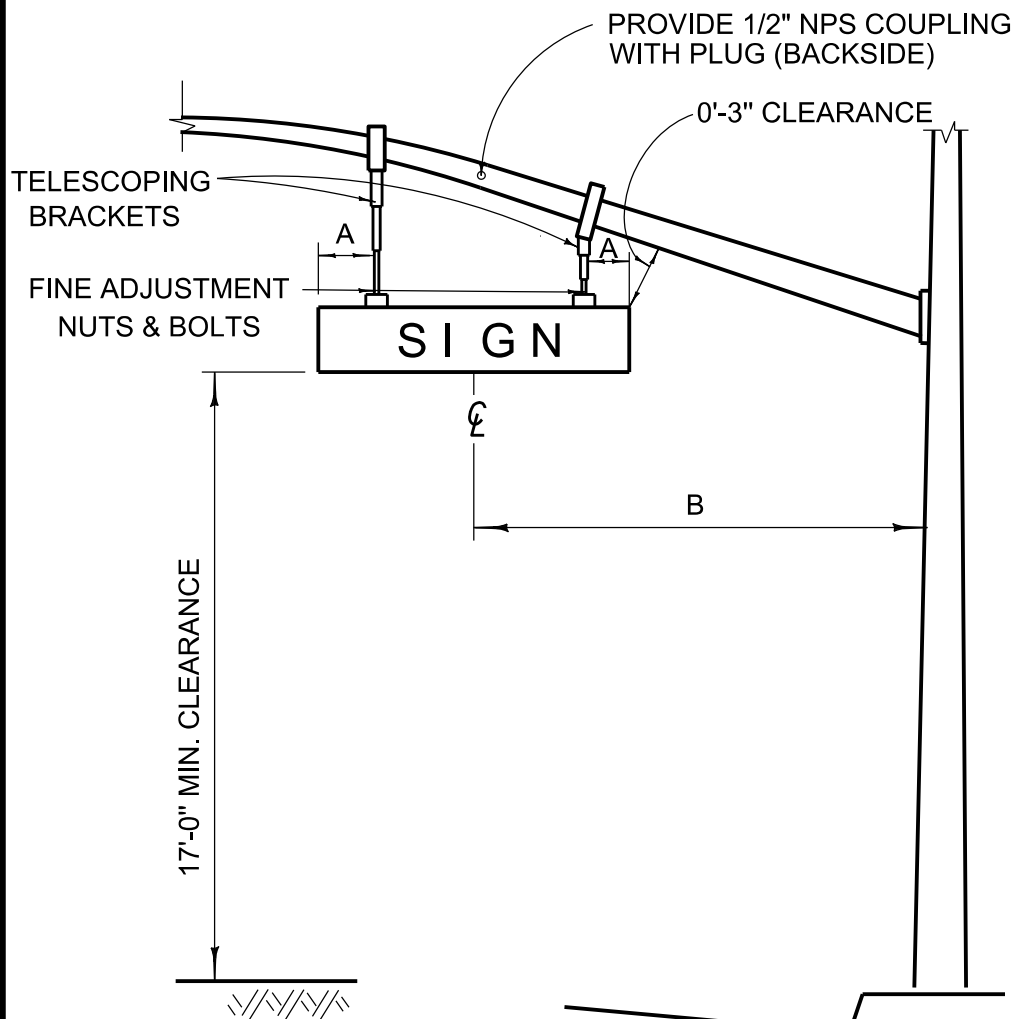 PROVIDE 1/2" NPS COUPLING
WITH PLUG (BACKSIDE)
0'-3" CLEARANCE
TELESCOPING
BRACKETS
A
A
FINE ADJUSTMENT
NUTS & BOLTS
SIGN
℄
B
17'-0" MIN. CLEARANCE